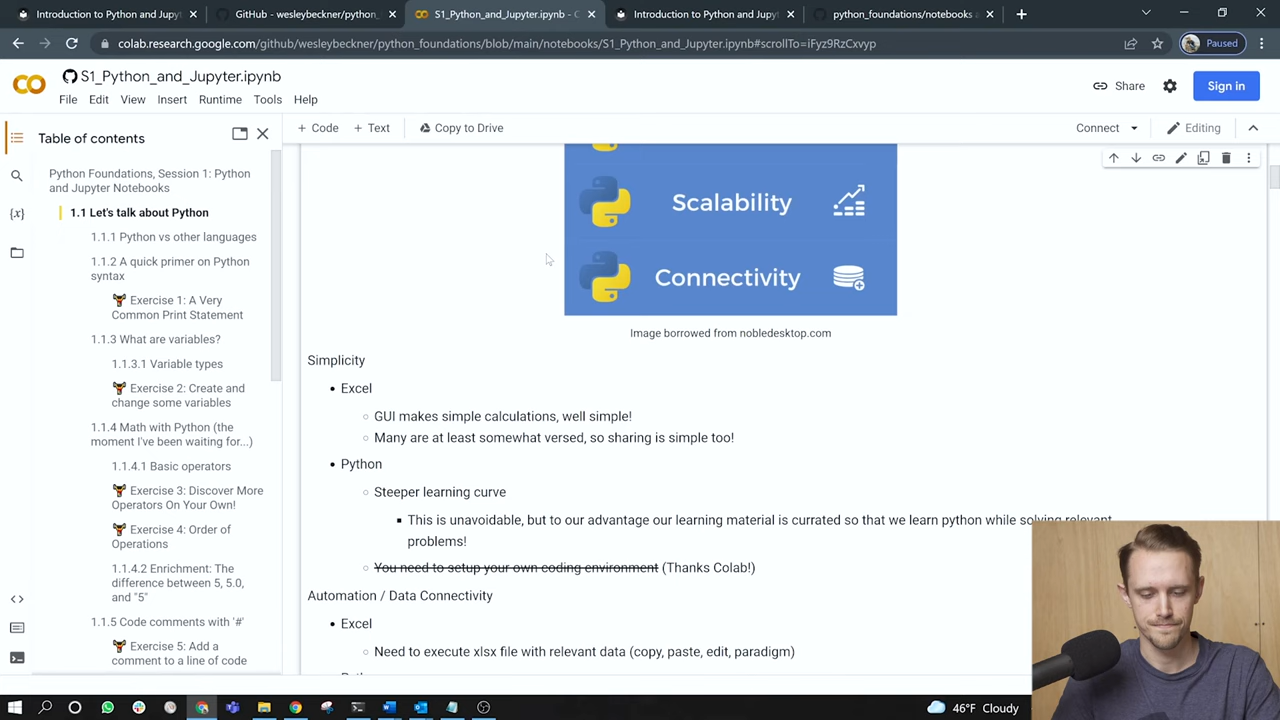 Introduction to Python and Jupy
GitHub - wesleybeckner/python_
S1_Python_and_Jupyter.ipynb - C
Introduction to Python and Jupy
python_foundations/notebooks a
colab.research.google.com/github/wesleybeckner/python_foundations/blob/main/notebooks/S1_Python_and_Jupyter.ipynb#scrollTo=iFyz9RzCxvyp
Paused
S1_Python_and_Jupyter.ipynb
File Edit View Insert Runtime Tools Help
Share
Sign in
Table of contents
+ Code + Text Copy to Drive
Connect
Editing
Python Foundations, Session 1: Python
and Jupyter Notebooks
1.1 Let's talk about Python
1.1.1 Python vs other languages
1.1.2 A quick primer on Python
syntax
Exercise 1: A Very
Common Print Statement
1.1.3 What are variables?
1.1.3.1 Variable types
Exercise 2: Create and
change some variables
1.1.4 Math with Python (the
moment I've been waiting for...)
1.1.4.1 Basic operators
Exercise 3: Discover More
Operators On Your Own!
Exercise 4: Order of
Operations
1.1.4.2 Enrichment: The
difference between 5, 5.0,
and "5"
1.1.5 Code comments with '#'
Exercise 5: Add a
comment to a line of code
Scalability
Connectivity
Image borrowed from nobledesktop.com
Simplicity
• Excel
GUI makes simple calculations, well simple!
Many are at least somewhat versed, so sharing is simple too!
• Python
Steeper learning curve
This is unavoidable, but to our advantage our learning material is currated so that we learn python while solving relevant
problems!
You need to setup your own coding environment (Thanks Colab!)
Automation / Data Connectivity
• Excel
Need to execute xlsx file with relevant data (copy, paste, edit, paradigm)
46°F Cloudy